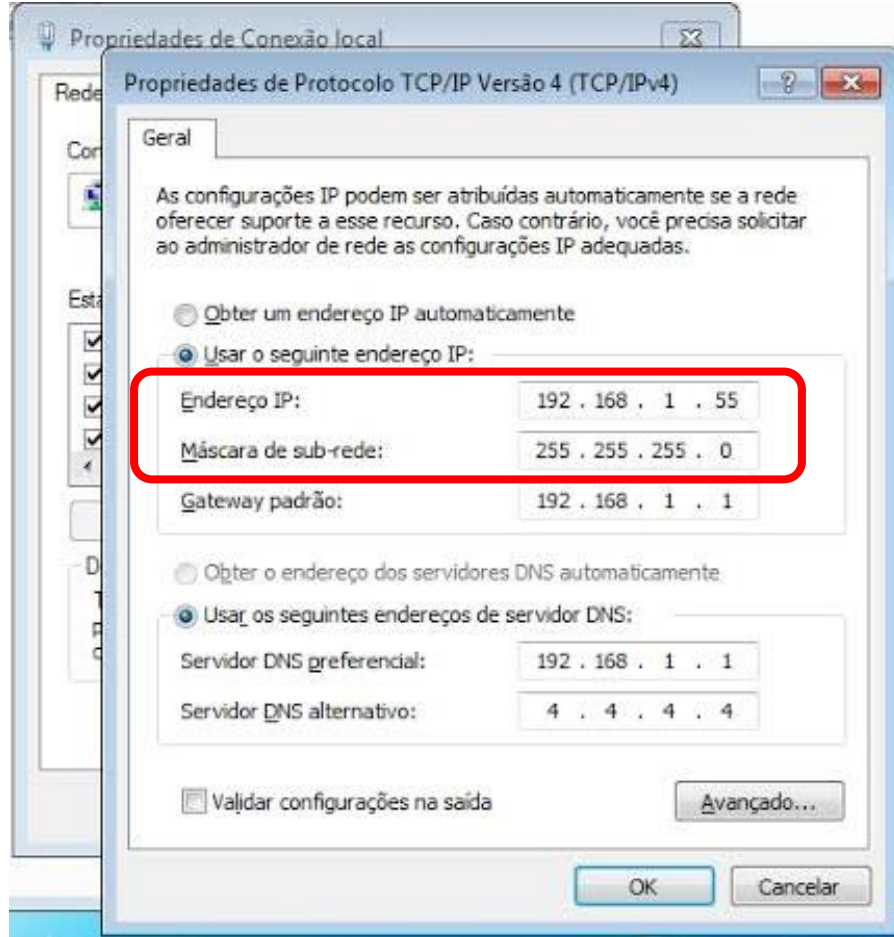 Propriedades de Conexão local
Rede
Propriedades de Protocolo TCP/IP Versão 4 (TCP/IPv4)
Geral
As configurações IP podem ser atribuídas automaticamente se a rede
oferecer suporte a esse recurso. Caso contrário, você precisa solicitar
ao administrador de rede as configurações IP adequadas.
Obter um endereço IP automaticamente
Usar o seguinte endereço IP:
Endereço IP: 192 . 168 . 1 . 55
Máscara de sub-rede: 255 . 255 . 255 . 0
Gateway padrão: 192 . 168 . 1 . 1
Obter o endereço dos servidores DNS automaticamente
Usar os seguintes endereços de servidor DNS:
Servidor DNS preferencial: 192 . 168 . 1 . 1
Servidor DNS alternativo: 4 . 4 . 4 . 4
Validar configurações na saída
Avançado...
OK
Cancelar